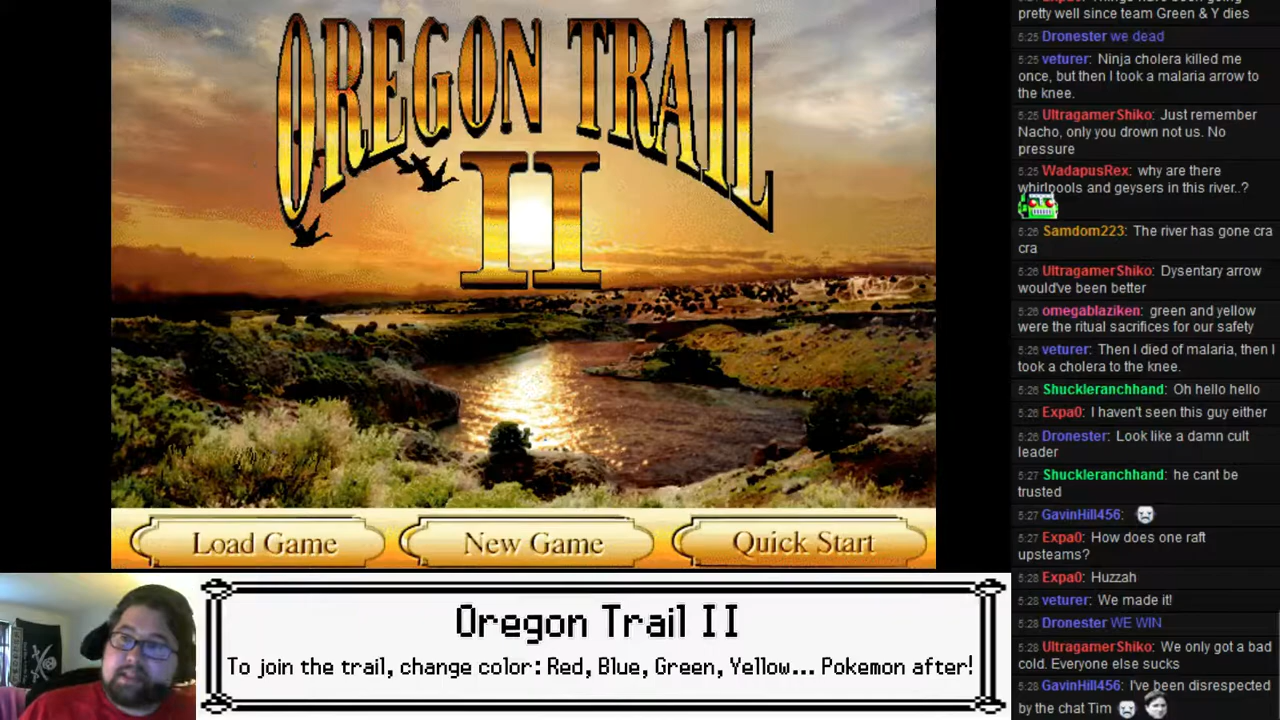 OREGON TRAIL
II
Load Game
New Game
Quick Start
Oregon Trail II
To join the trail, change color: Red, Blue, Green, Yellow... Pokemon after!
pretty well since team Green & Y dies
5:25 Dronester we dead
5:25 veturer: Ninja cholera killed me
once, but then I took a malaria arrow to
the knee.
5:25 UltragamerShiko: Just remember
Nacho, only you drown not us. No
pressure
5:25 WadapusRex: why are there
whirlpools and geysers in this river..?
5:26 Samdom223: The river has gone cra
cra
5:26 UltragamerShiko: Dysentary arrow
would've been better
5:26 omegablaziken: green and yellow
were the ritual sacrifices for our safety
5:26 veturer: Then I died of malaria, then I
took a cholera to the knee.
5:26 Shuckleranchhand: Oh hello hello
5:26 Expa0: I haven't seen this guy either
5:26 Dronester: Look like a damn cult
leader
5:27 Shuckleranchhand: he cant be
trusted
5:27 GavinHill456:
5:27 Expa0: How does one raft
upsteams?
5:28 Expa0: Huzzah
5:28 veturer: We made it!
5:28 Dronester WE WIN
5:28 UltragamerShiko: We only got a bad
cold. Everyone else sucks
5:28 GavinHill456: I've been disrespected
by the chat Tim